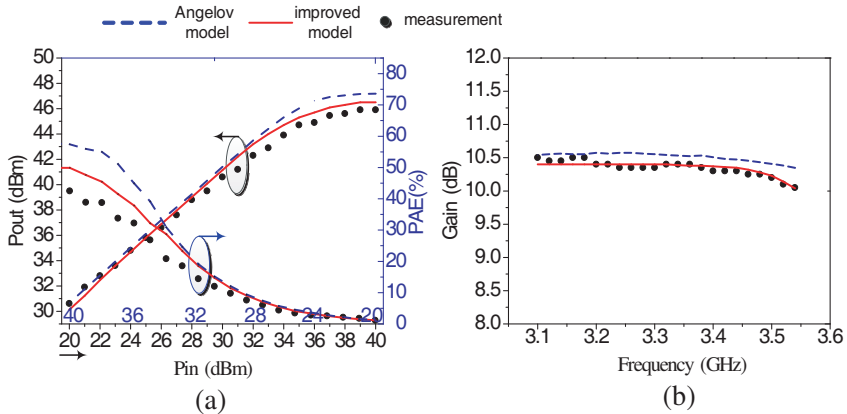 Angelov model
improved model
measurement
Pout (dBm)
48
46
44
42
40
38
36
34
32
30
80
70
60
50
40
30
20
10
0
PAE(%)
40 36 32 28 24 20
20 22 24 26 28 30 32 34 36 38 40
Pin (dBm)
(a)
Gain (dB)
12.0
11.5
11.0
10.5
10.0
9.5
9.0
8.5
8.0
3.1 3.2 3.3 3.4 3.5 3.6
Frequency (GHz)
(b)